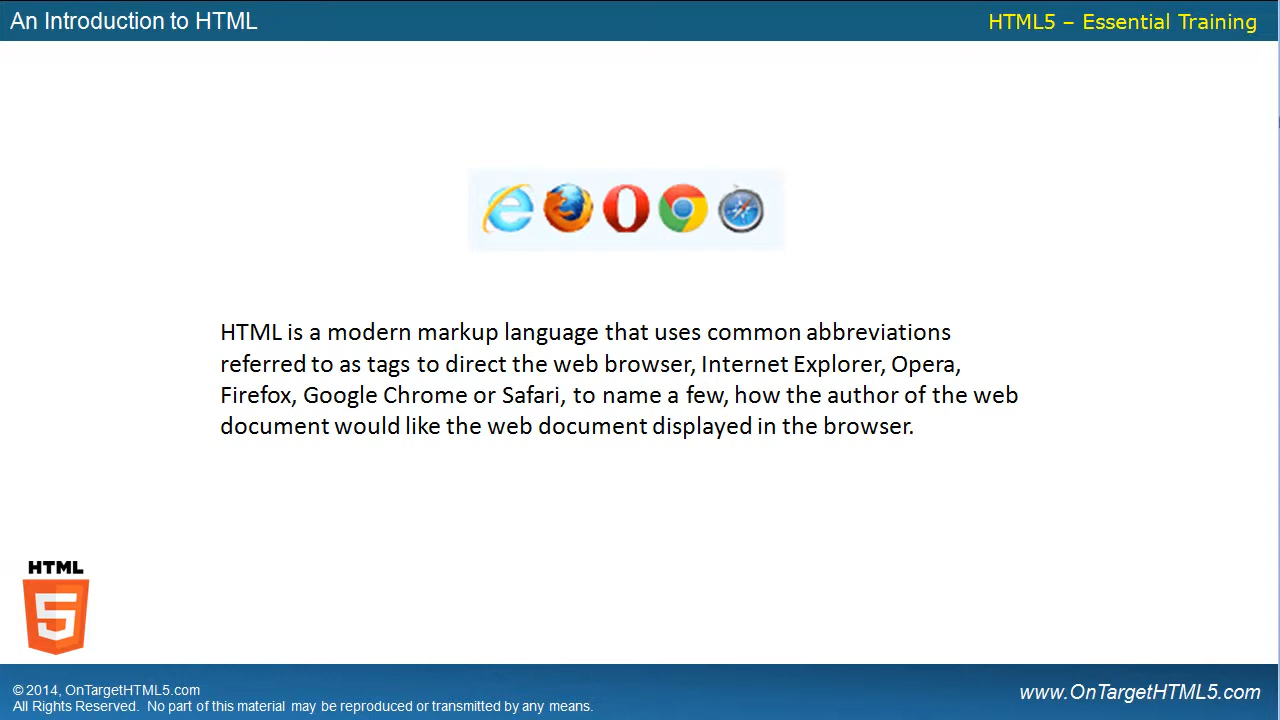 An Introduction to HTML
HTML5 – Essential Training
HTML is a modern markup language that uses common abbreviations
referred to as tags to direct the web browser, Internet Explorer, Opera,
Firefox, Google Chrome or Safari, to name a few, how the author of the web
document would like the web document displayed in the browser.
HTML
5
© 2014, OnTargetHTML5.com
All Rights Reserved. No part of this material may be reproduced or transmitted by any means.
www.OnTargetHTML5.com